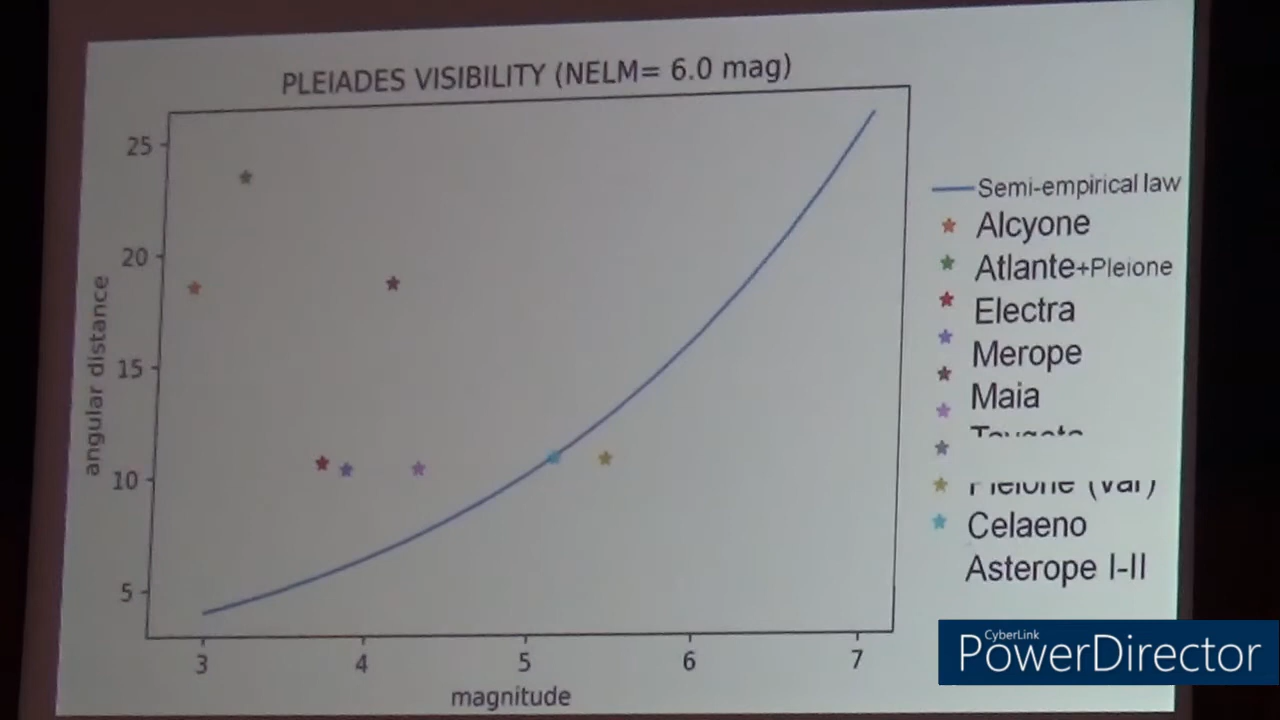 PLEIADES VISIBILITY (NELM= 6.0 mag)
25
20
15
10
5
angular distance
3 4 5 6 7
magnitude
Semi-empirical law
Alcyone
Atlante+Pleione
Electra
Merope
Maia
Pleione (var)
Celaeno
Asterope I-II
CyberLink
PowerDirector